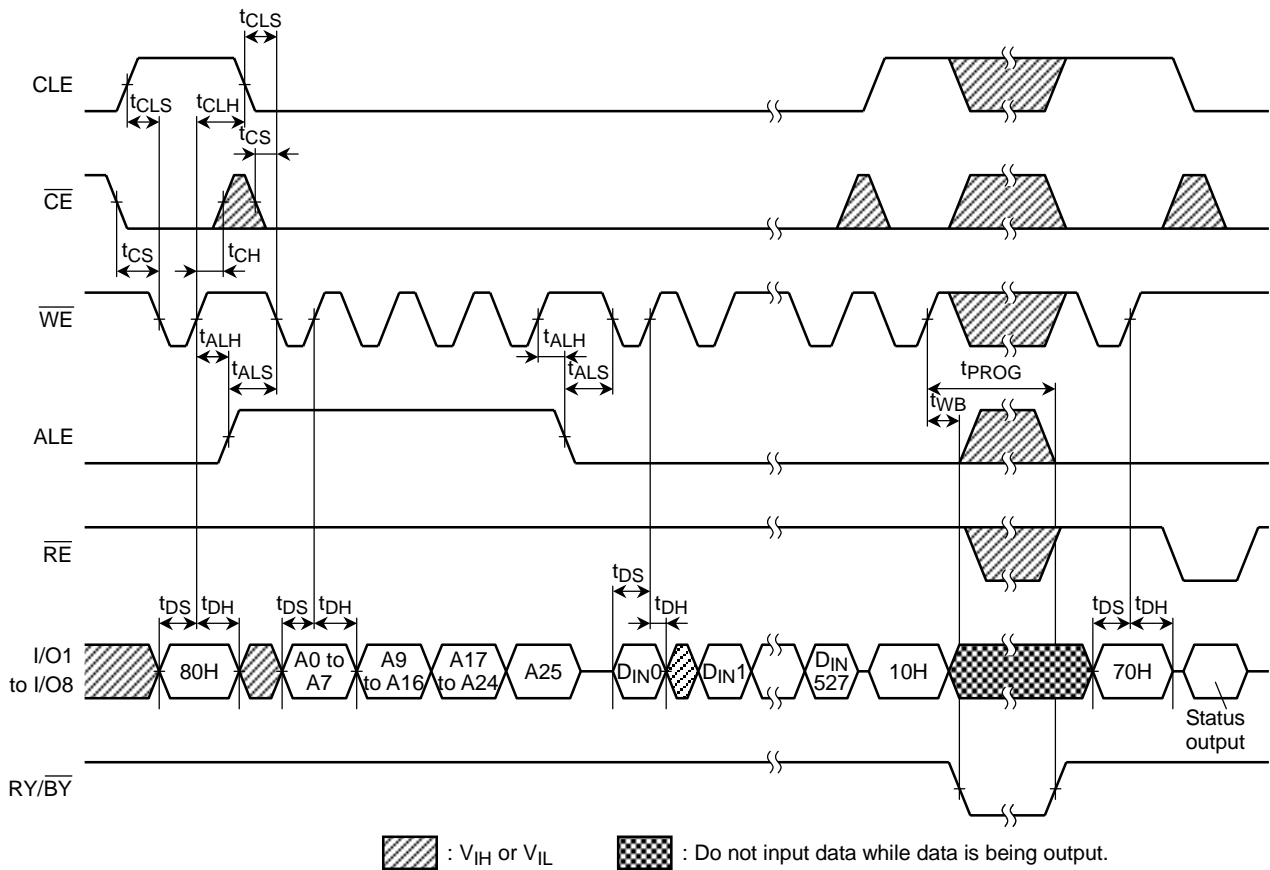 tCLS
CLE
tCLS
tCLH
tCS
CE
tCS
tCH
WE
tALH
tALS
tALH
tALS
tPROG
tWB
ALE
RE
tDS
tDH
tDS
tDH
tDS
tDH
tDS
tDH
I/O1
to I/O8
80H
A0 to
A7
A9
to A16
A17
to A24
A25
DIN0
DIN1
DIN
527
10H
70H
Status
output
RY/BY
: VIH or VIL
: Do not input data while data is being output.